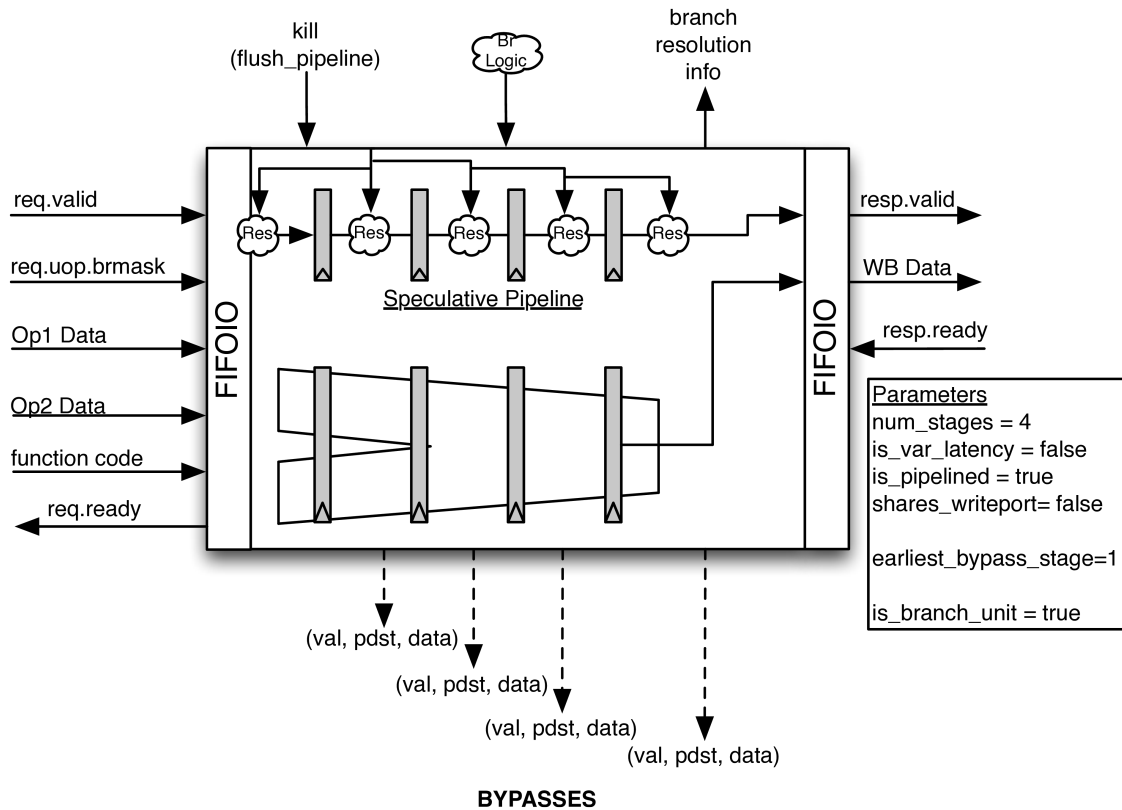 kill
(flush_pipeline)
Br
Logic
branch
resolution
info
req.valid
req.uop.brmask
Op1 Data
Op2 Data
function code
req.ready
FIFOIO
Res
Res
Res
Res
Res
Speculative Pipeline
FIFOIO
resp.valid
WB Data
resp.ready
Parameters
num_stages = 4
is_var_latency = false
is_pipelined = true
shares_writeport= false
earliest_bypass_stage=1
is_branch_unit = true
(val, pdst, data)
(val, pdst, data)
(val, pdst, data)
(val, pdst, data)
BYPASSES